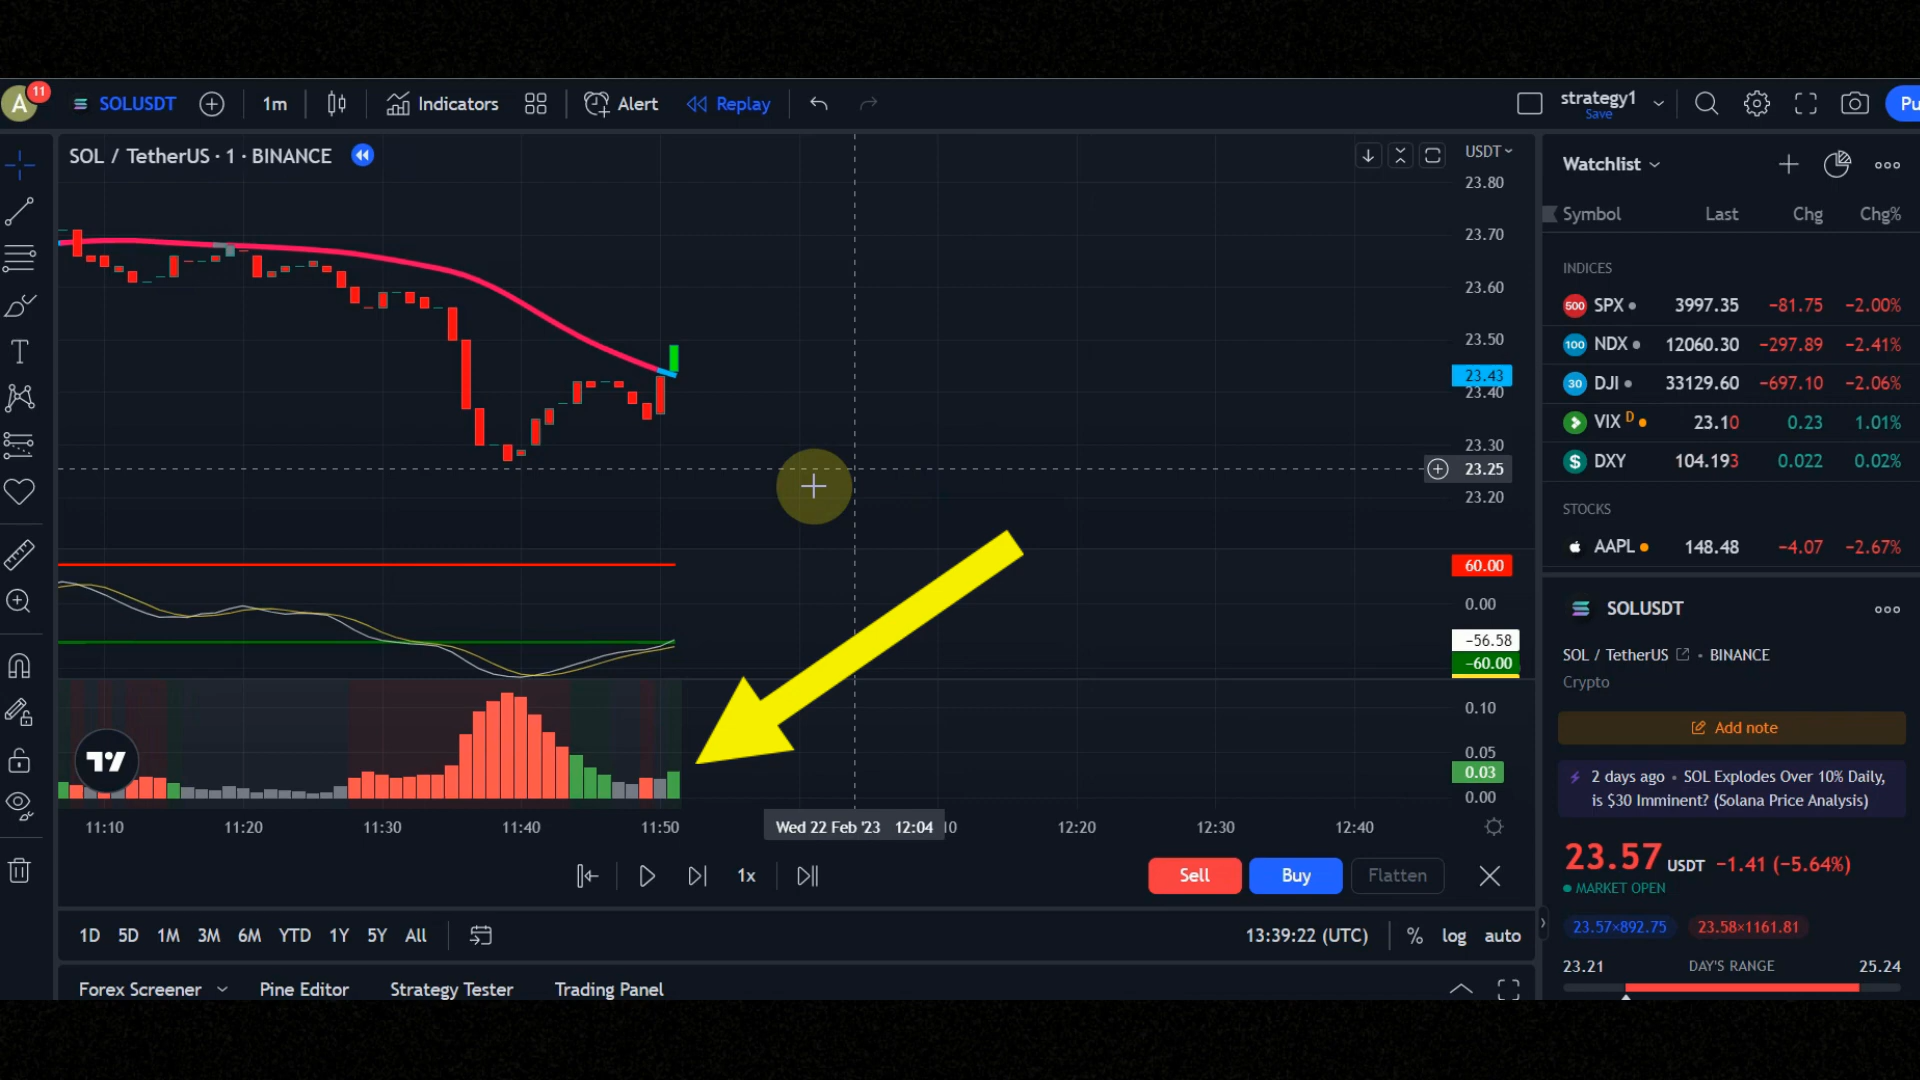 A 11 SOLUSDT 1m Indicators Alert Replay strategy1 Save Pu
SOL / TetherUS · 1 · BINANCE
USDT
23.80
23.70
23.60
23.50
23.43
23.40
23.30
23.25
23.20
60.00
0.00
−56.58
−60.00
0.10
0.05
0.03
0.00
11:10 11:20 11:30 11:40 11:50 Wed 22 Feb '23 12:04 10 12:20 12:30 12:40
1x Sell Buy Flatten
1D 5D 1M 3M 6M YTD 1Y 5Y All 13:39:22 (UTC) % log auto
Forex Screener Pine Editor Strategy Tester Trading Panel
Watchlist
Symbol Last Chg Chg%
INDICES
500 SPX 3997.35 −81.75 −2.00%
100 NDX 12060.30 −297.89 −2.41%
30 DJI 33129.60 −697.10 −2.06%
VIX D 23.10 0.23 1.01%
$ DXY 104.193 0.022 0.02%
STOCKS
AAPL 148.48 −4.07 −2.67%
SOLUSDT
SOL / TetherUS • BINANCE
Crypto
Add note
2 days ago • SOL Explodes Over 10% Daily,
is $30 Imminent? (Solana Price Analysis)
23.57 USDT −1.41 (−5.64%)
MARKET OPEN
23.57×892.75 23.58×1161.81
23.21 DAY'S RANGE 25.24